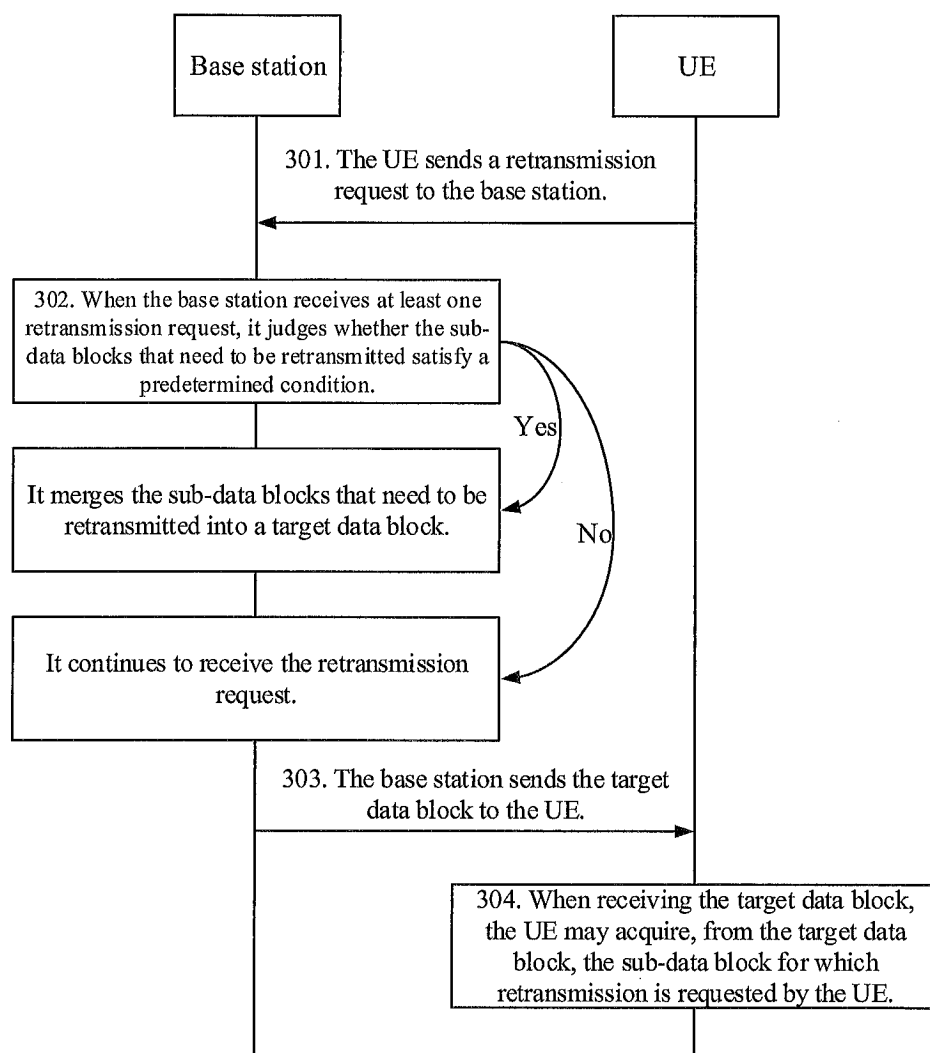 Base station
UE
301. The UE sends a retransmission
request to the base station.
302. When the base station receives at least one
retransmission request, it judges whether the sub-
data blocks that need to be retransmitted satisfy a
predetermined condition.
Yes
It merges the sub-data blocks that need to be
retransmitted into a target data block.
No
It continues to receive the retransmission
request.
303. The base station sends the target
data block to the UE.
304. When receiving the target data block,
the UE may acquire, from the target data
block, the sub-data block for which
retransmission is requested by the UE.